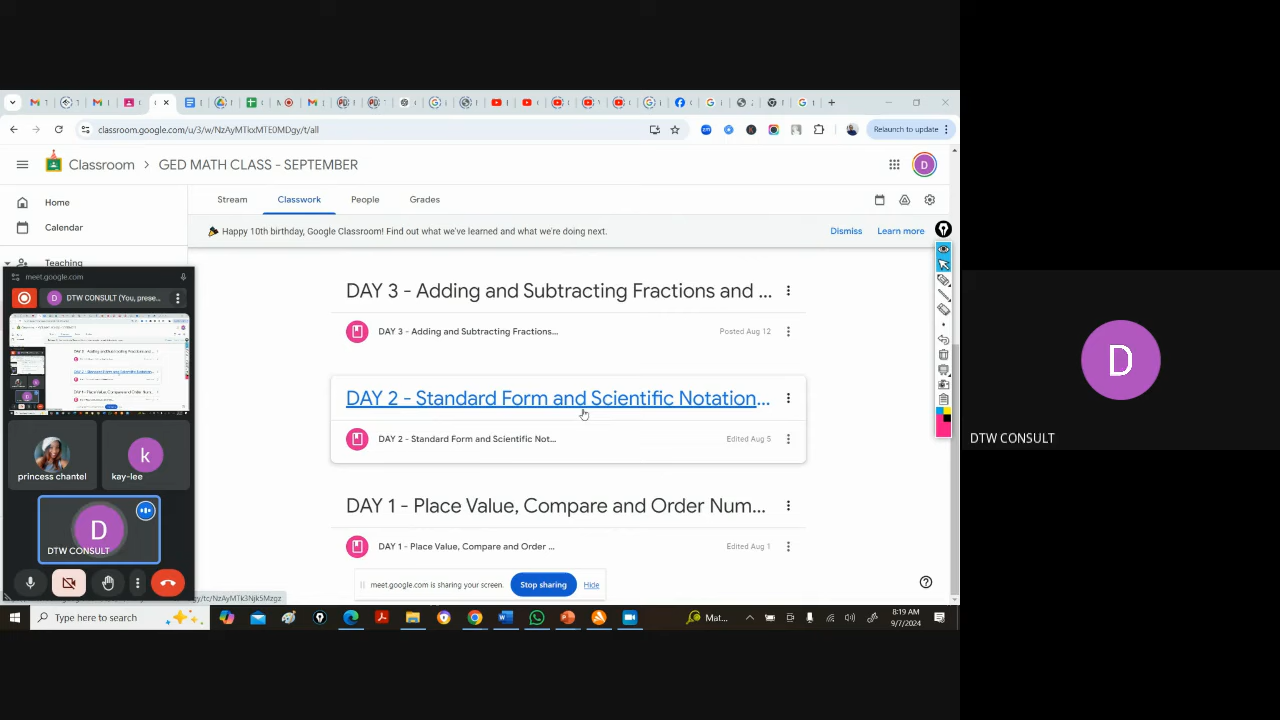 classroom.google.com/u/3/w/NzAyMTkxMTE0MDgy/t/all
Relaunch to update
Classroom > GED MATH CLASS - SEPTEMBER
D
Home
Calendar
Teaching
Stream
Classwork
People
Grades
Happy 10th birthday, Google Classroom! Find out what we've learned and what we're doing next.
Dismiss
Learn more
DAY 3 - Adding and Subtracting Fractions and ...
DAY 3 - Adding and Subtracting Fractions...
Posted Aug 12
DAY 2 - Standard Form and Scientific Notation...
DAY 2 - Standard Form and Scientific Not...
Edited Aug 5
DAY 1 - Place Value, Compare and Order Num...
DAY 1 - Place Value, Compare and Order ...
Edited Aug 1
meet.google.com is sharing your screen.
Stop sharing
Hide
meet.google.com
D
DTW CONSULT (You, prese...
princess chantel
k
kay-lee
D
DTW CONSULT
Type here to search
Mat...
8:19 AM
9/7/2024
D
DTW CONSULT